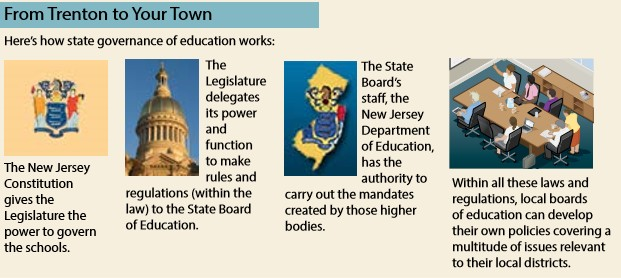 From Trenton to Your Town
Here's how state governance of education works:
The New Jersey
Constitution
gives the
Legislature the
power to govern
the schools.
The
Legislature
delegates
its power
and
function
to make
rules and
regulations (within the
law) to the State Board
of Education.
The State
Board's
staff, the
New Jersey
Department
of Education,
has the
authority to
carry out the mandates
created by those higher
bodies.
Within all these laws and
regulations, local boards
of education can develop
their own policies covering a
multitude of issues relevant
to their local districts.